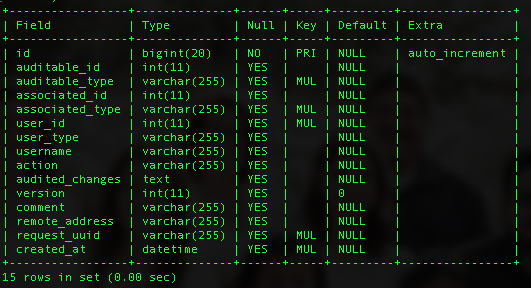 +-----------------+--------------+------+-----+---------+----------------+
| Field           | Type         | Null | Key | Default | Extra          |
+-----------------+--------------+------+-----+---------+----------------+
| id              | bigint(20)   | NO   | PRI | NULL    | auto_increment |
| auditable_id    | int(11)      | YES  |     | NULL    |                |
| auditable_type  | varchar(255) | YES  | MUL | NULL    |                |
| associated_id   | int(11)      | YES  |     | NULL    |                |
| associated_type | varchar(255) | YES  | MUL | NULL    |                |
| user_id         | int(11)      | YES  | MUL | NULL    |                |
| user_type       | varchar(255) | YES  |     | NULL    |                |
| username        | varchar(255) | YES  |     | NULL    |                |
| action          | varchar(255) | YES  |     | NULL    |                |
| audited_changes | text         | YES  |     | NULL    |                |
| version         | int(11)      | YES  |     | 0       |                |
| comment         | varchar(255) | YES  |     | NULL    |                |
| remote_address  | varchar(255) | YES  |     | NULL    |                |
| request_uuid    | varchar(255) | YES  | MUL | NULL    |                |
| created_at      | datetime     | YES  | MUL | NULL    |                |
+-----------------+--------------+------+-----+---------+----------------+
15 rows in set (0.00 sec)